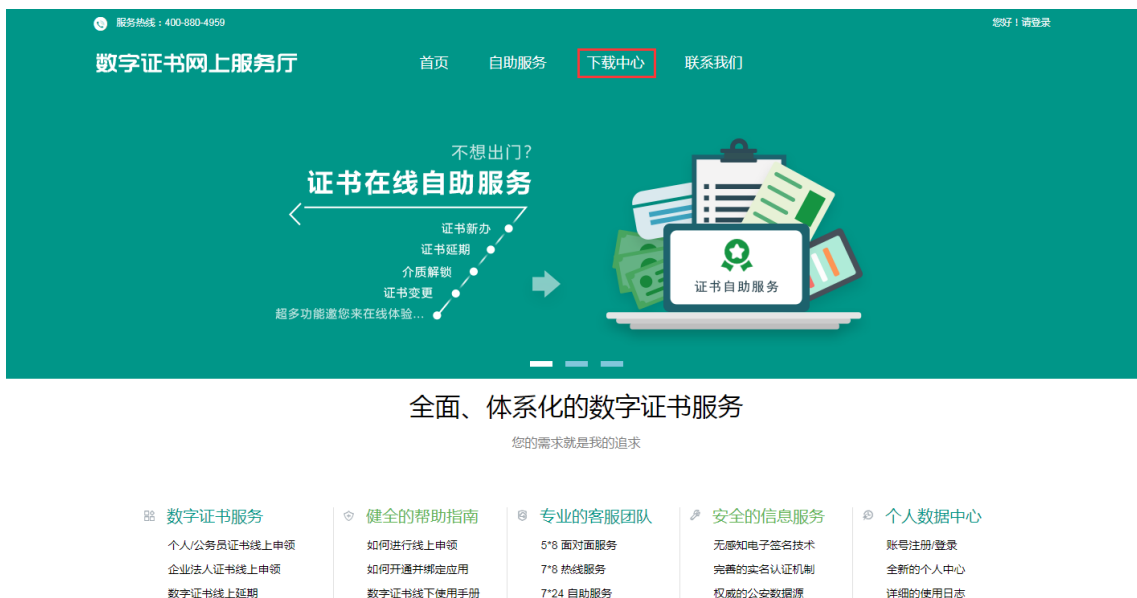 服务热线：400-880-4959
您好！请登录
数字证书网上服务厅
首页 自助服务 下载中心 联系我们
不想出门？
证书在线自助服务
证书新办
证书延期
介质解锁
证书变更
超多功能邀您来在线体验...
证书自助服务
全面、体系化的数字证书服务
您的需求就是我的追求
数字证书服务
个人/公务员证书线上申领
企业法人证书线上申领
数字证书线上延期
健全的帮助指南
如何进行线上申领
如何开通并绑定应用
数字证书线下使用手册
专业的客服团队
5*8 面对面服务
7*8 热线服务
7*24 自助服务
安全的信息服务
无感知电子签名技术
完善的实名认证机制
权威的公安数据源
个人数据中心
账号注册/登录
全新的个人中心
详细的使用日志